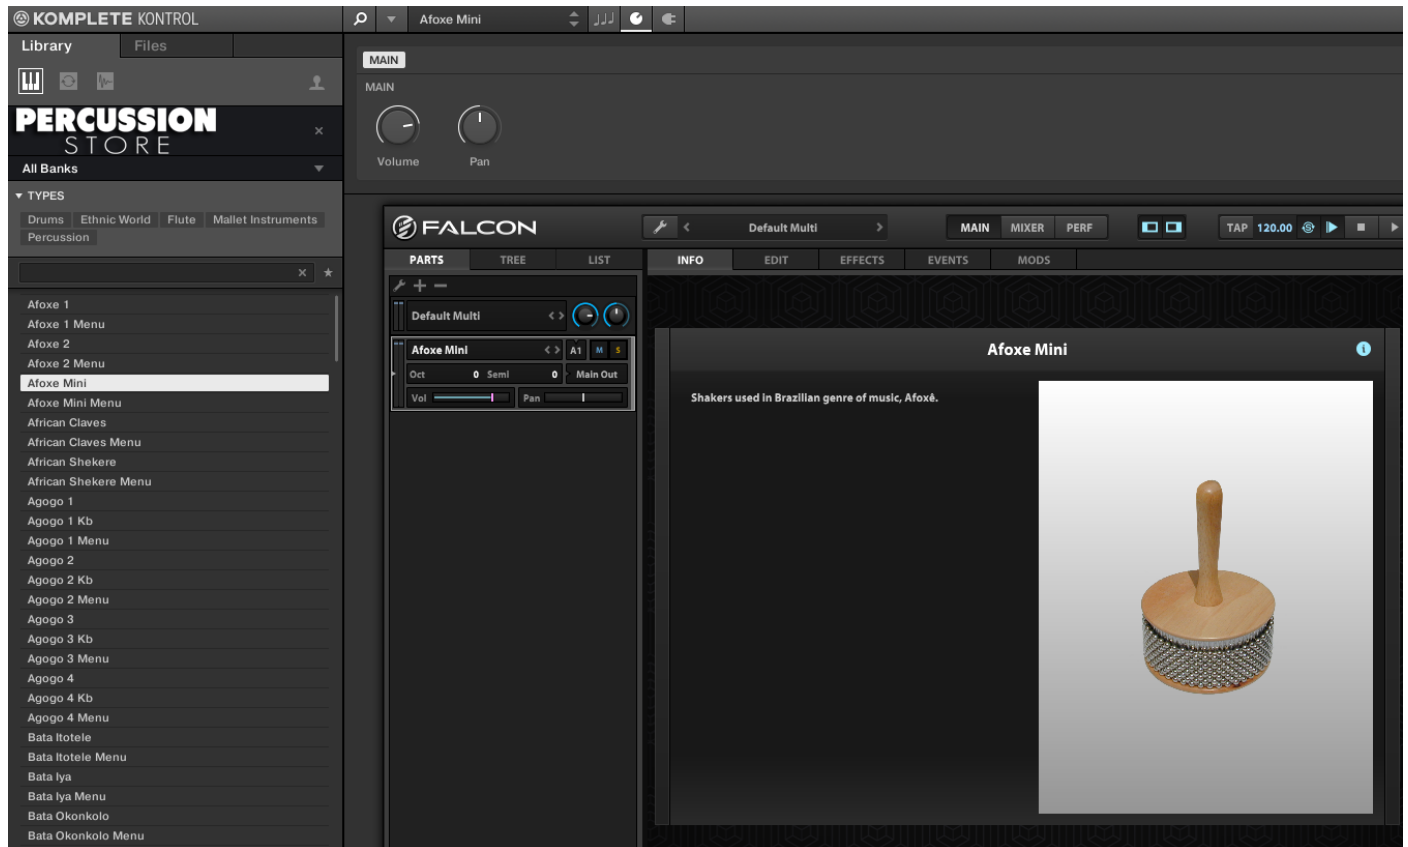 KOMPLETE KONTROL
Afoxe Mini
Library
Files
PERCUSSION
STORE
All Banks
TYPES
Drums Ethnic World Flute Mallet Instruments
Percussion
Afoxe 1
Afoxe 1 Menu
Afoxe 2
Afoxe 2 Menu
Afoxe Mini
Afoxe Mini Menu
African Claves
African Claves Menu
African Shekere
African Shekere Menu
Agogo 1
Agogo 1 Kb
Agogo 1 Menu
Agogo 2
Agogo 2 Kb
Agogo 2 Menu
Agogo 3
Agogo 3 Kb
Agogo 3 Menu
Agogo 4
Agogo 4 Kb
Agogo 4 Menu
Bata Itotele
Bata Itotele Menu
Bata Iya
Bata Iya Menu
Bata Okonkolo
Bata Okonkolo Menu
MAIN
MAIN
Volume Pan
FALCON
Default Multi
MAIN MIXER PERF
TAP 120.00
PARTS TREE LIST
INFO EDIT EFFECTS EVENTS MODS
Default Multi
Afoxe Mini A1 M S
Oct 0 Semi 0 Main Out
Vol Pan
Afoxe Mini
Shakers used in Brazilian genre of music, Afoxê.